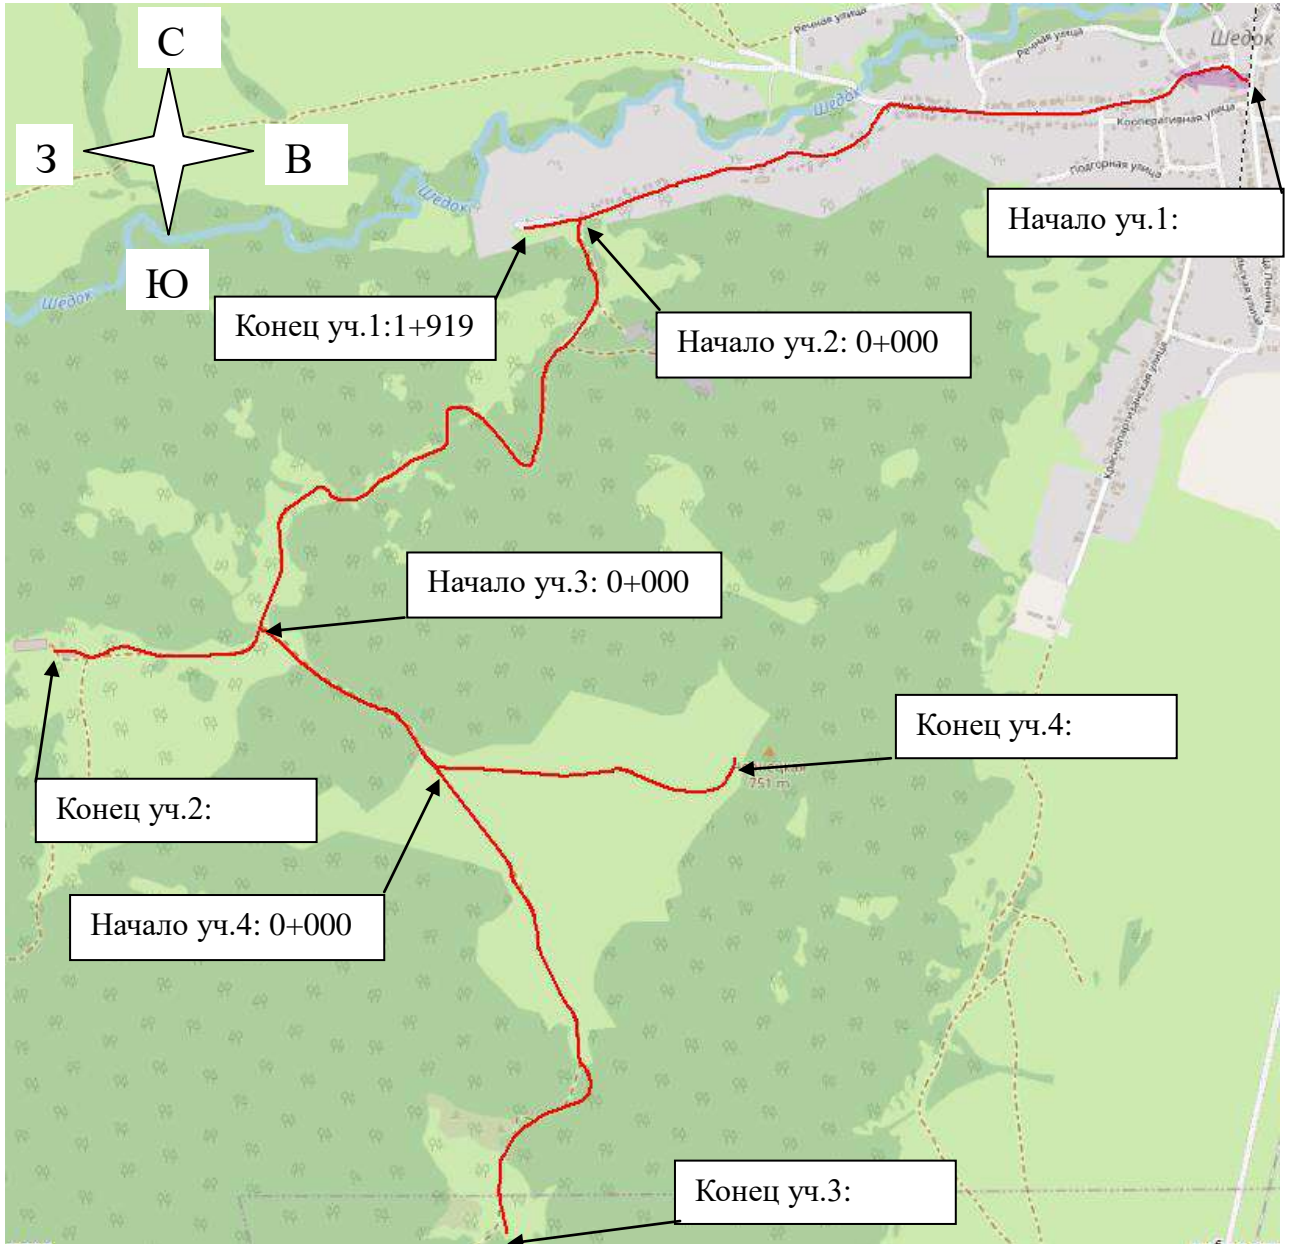 С
З
В
Ю
Речная улица
Речная улица
Шедок
Шедок
Кооперативная улица
Подгорная улица
Шедок
Шедок
Начало уч.1:
Конец уч.1:1+919
Начало уч.2: 0+000
Краснопартизанская улица
Начало уч.3: 0+000
Конец уч.4:
751 m
Конец уч.2:
Начало уч.4: 0+000
Конец уч.3: